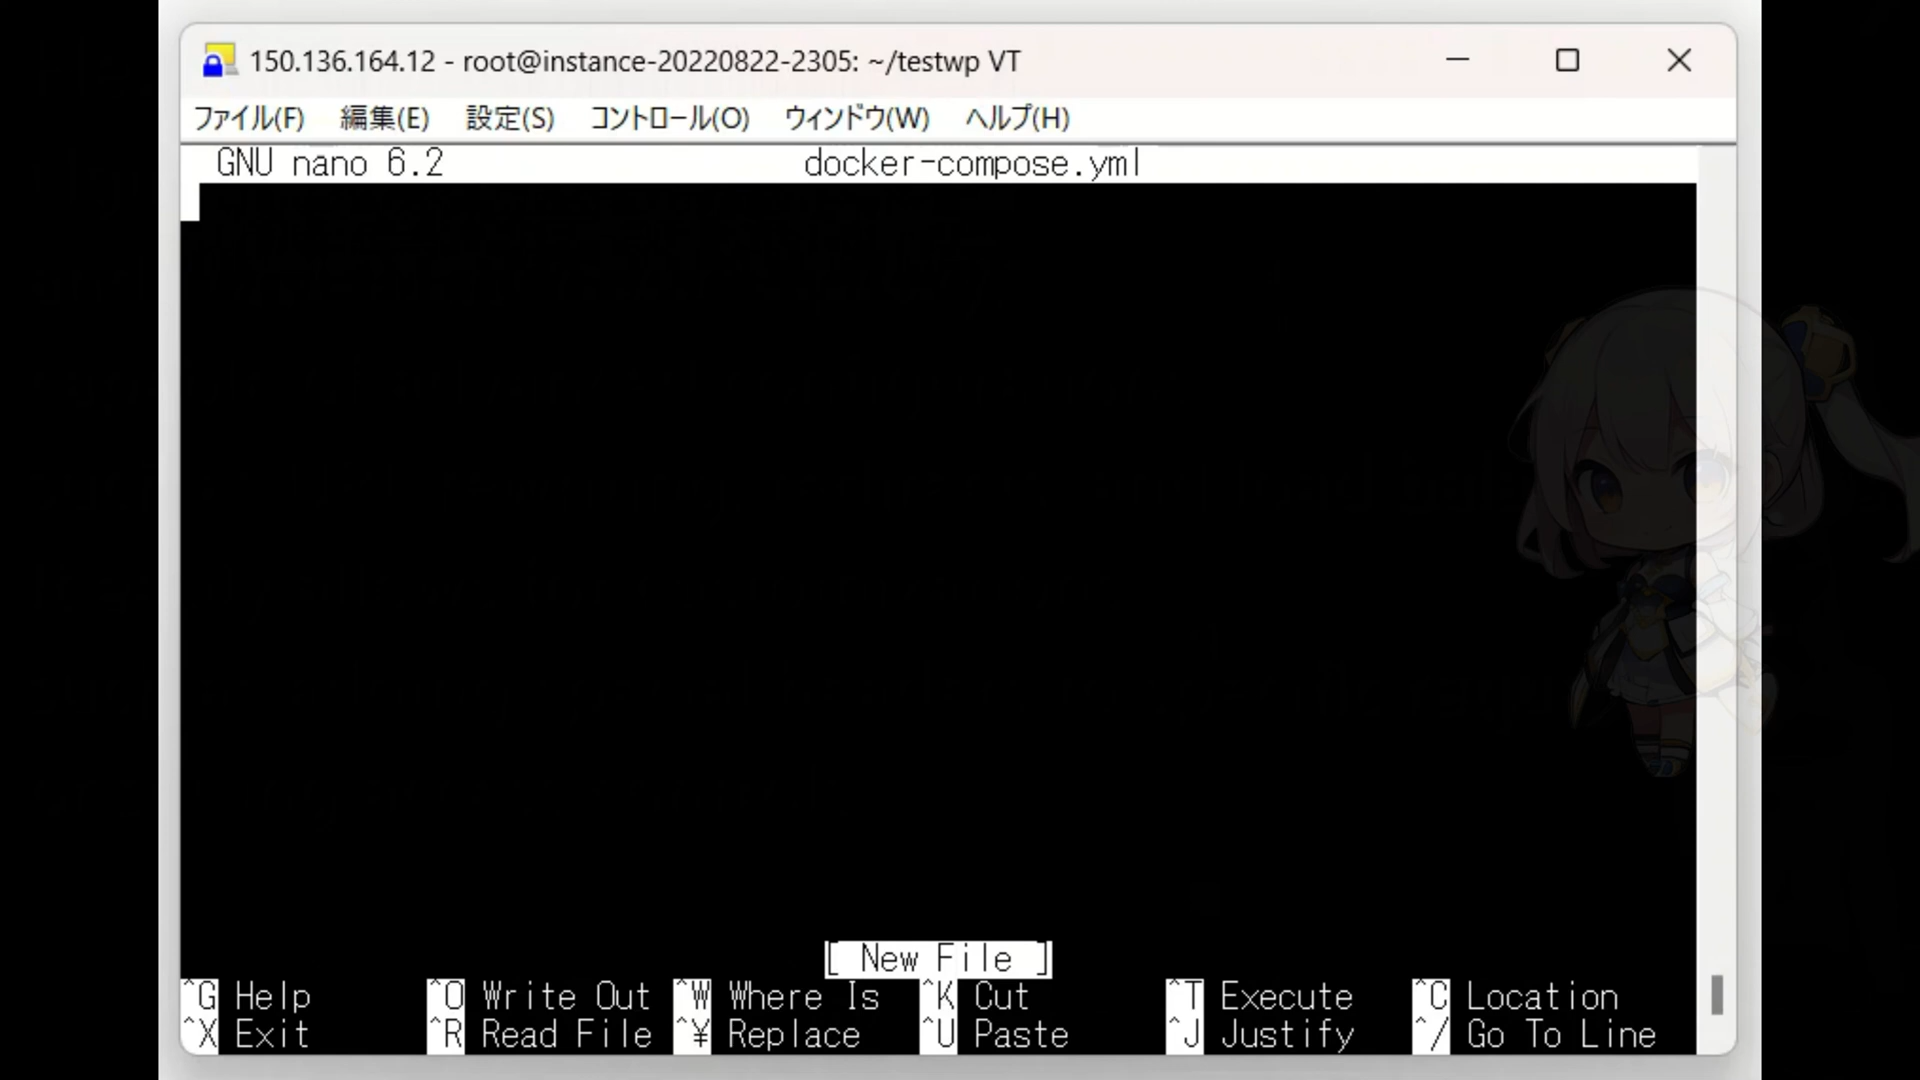 150.136.164.12 - root@instance-20220822-2305: ~/testwp VT
ファイル(F) 編集(E) 設定(S) コントロール(O) ウィンドウ(W) ヘルプ(H)
GNU nano 6.2 docker-compose.yml
[ New File ]
^G Help ^O Write Out ^W Where Is ^K Cut ^T Execute ^C Location
^X Exit ^R Read File ^¥ Replace ^U Paste ^J Justify ^/ Go To Line